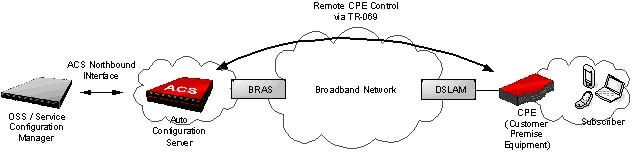 Remote CPE Control
via TR-069
ACS Northbound
INterface
ACS
BRAS
Broadband Network
DSLAM
OSS / Service
Configuration
Manager
Auto
Configuration
Server
CPE
(Customer
Premise
Equipment)
Subscriber